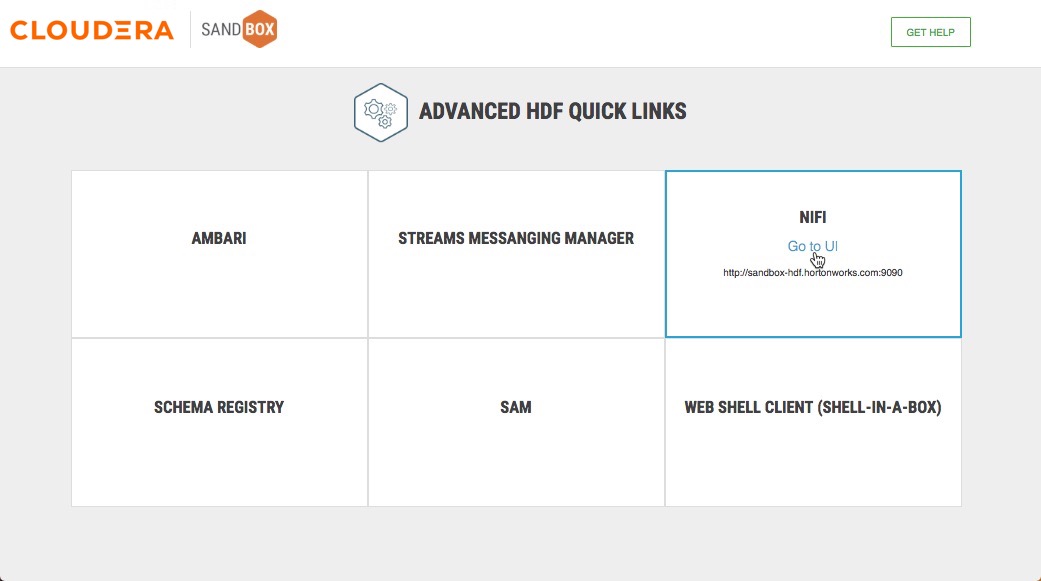 CLOUDERA SANDBOX
GET HELP
ADVANCED HDF QUICK LINKS
AMBARI
STREAMS MESSANGING MANAGER
NIFI
Go to UI
http://sandbox-hdf.hortonworks.com:9090
SCHEMA REGISTRY
SAM
WEB SHELL CLIENT (SHELL-IN-A-BOX)